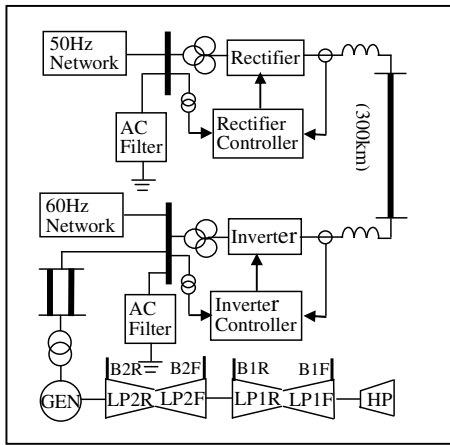 50Hz
Network
Rectifier
AC
Filter
Rectifier
Controller
(300km)
60Hz
Network
Inverter
AC
Filter
Inverter
Controller
B2R
B2F
B1R
B1F
GEN
LP2R
LP2F
LP1R
LP1F
HP